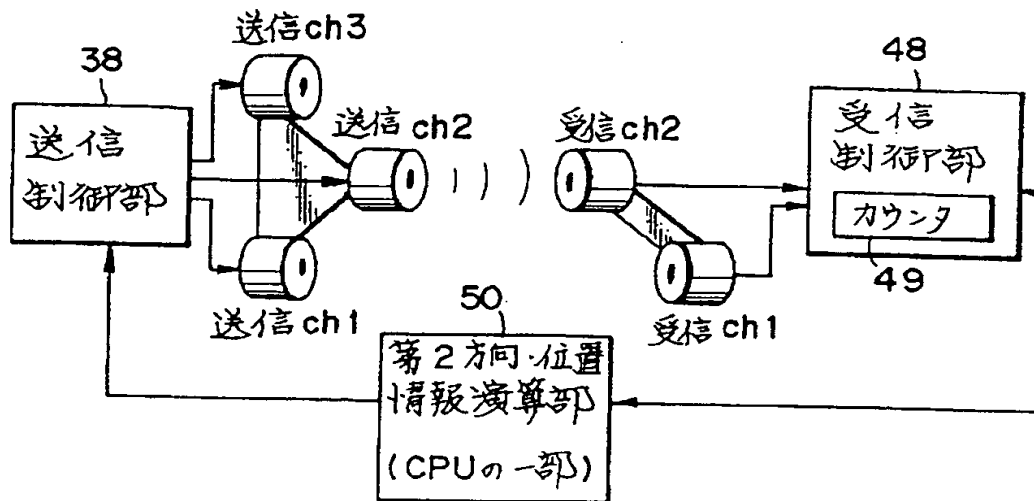 送信ch3
38
送信
制御部
送信ch2
送信ch1
受信ch2
受信ch1
48
受信
制御部
カウンタ
49
50
第2方向・位置
情報演算部
(CPUの一部)